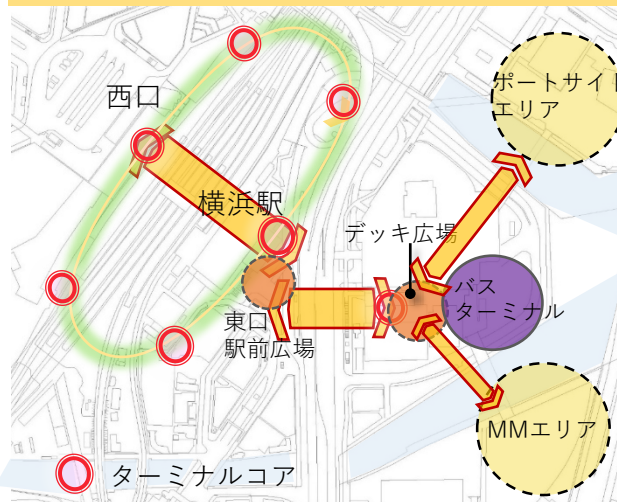 ポートサイド
エリア
西口
横浜駅
デッキ広場
バス
ターミナル
東口
駅前広場
MMエリア
ターミナルコア